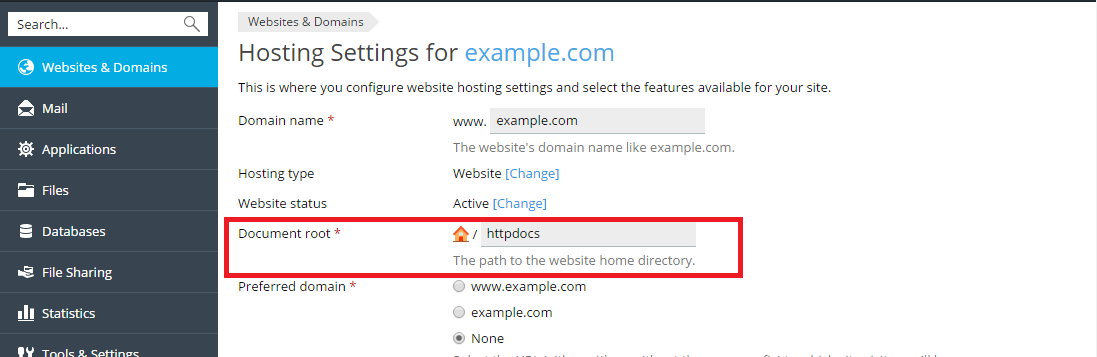 Search...
Websites & Domains
Mail
Applications
Files
Databases
File Sharing
Statistics
Tools & Settings
Websites & Domains
Hosting Settings for example.com
This is where you configure website hosting settings and select the features available for your site.
Domain name * www. example.com
The website's domain name like example.com.
Hosting type Website [Change]
Website status Active [Change]
Document root * / httpdocs
The path to the website home directory.
Preferred domain * www.example.com
example.com
None